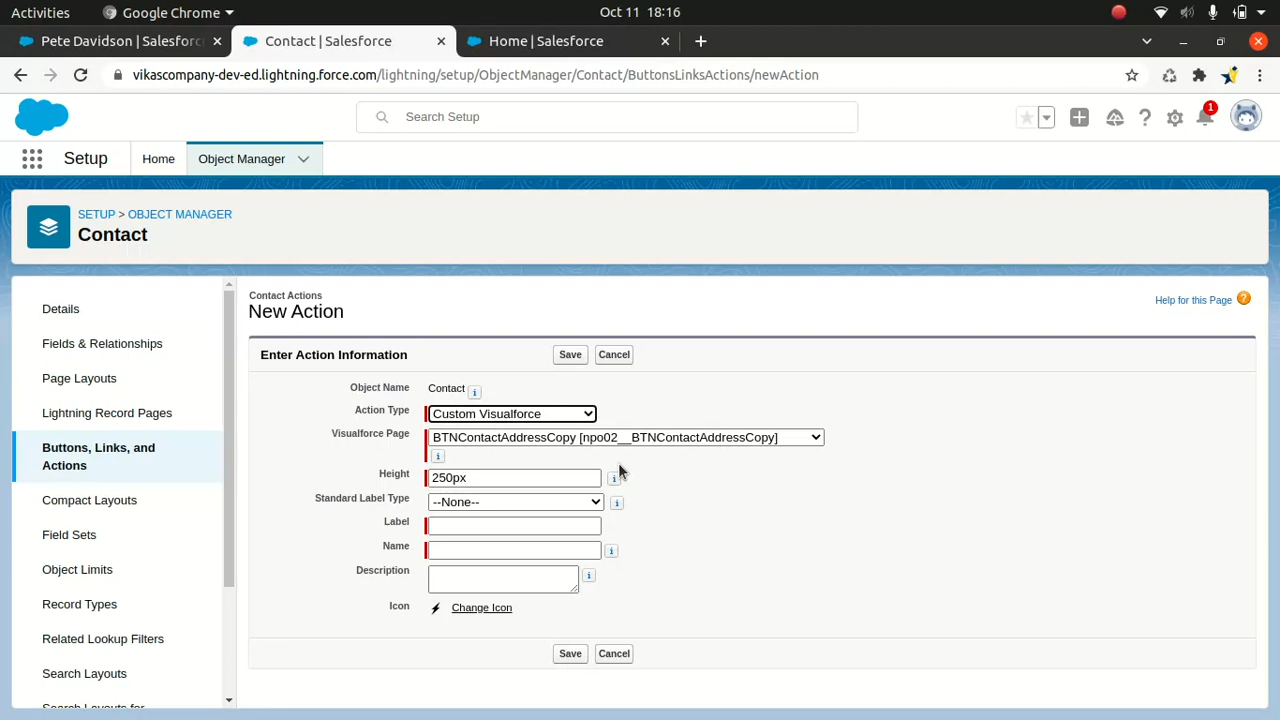 Activities
Google Chrome
Oct 11 18:16
Pete Davidson | Salesforc
Contact | Salesforce
Home | Salesforce
vikascompany-dev-ed.lightning.force.com/lightning/setup/ObjectManager/Contact/ButtonsLinksActions/newAction
Search Setup
1
Setup
Home
Object Manager
SETUP > OBJECT MANAGER
Contact
Details
Fields & Relationships
Page Layouts
Lightning Record Pages
Buttons, Links, and
Actions
Compact Layouts
Field Sets
Object Limits
Record Types
Related Lookup Filters
Search Layouts
Search Layouts for
Contact Actions
New Action
Help for this Page ?
Enter Action Information
Save
Cancel
Object Name Contact
Action Type Custom Visualforce
Visualforce Page BTNContactAddressCopy [npo02__BTNContactAddressCopy]
Height 250px
Standard Label Type --None--
Label
Name
Description
Icon Change Icon
Save
Cancel